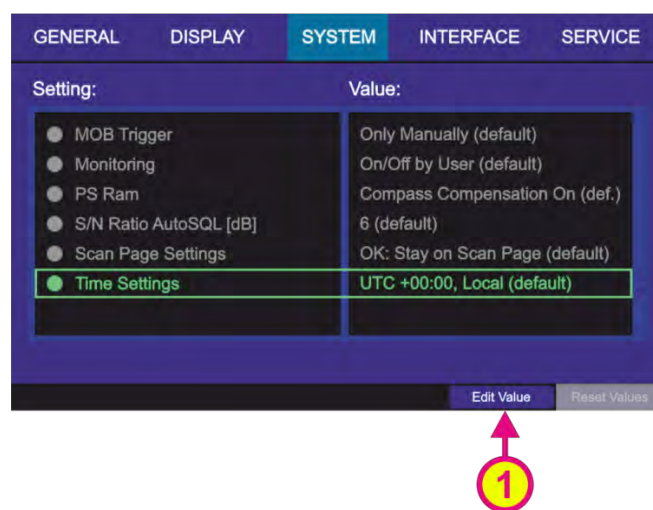 GENERAL DISPLAY SYSTEM INTERFACE SERVICE
Setting: Value:
MOB Trigger Only Manually (default)
Monitoring On/Off by User (default)
PS Ram Compass Compensation On (def.)
S/N Ratio AutoSQL [dB] 6 (default)
Scan Page Settings OK: Stay on Scan Page (default)
Time Settings UTC +00:00, Local (default)
Edit Value Reset Values
1